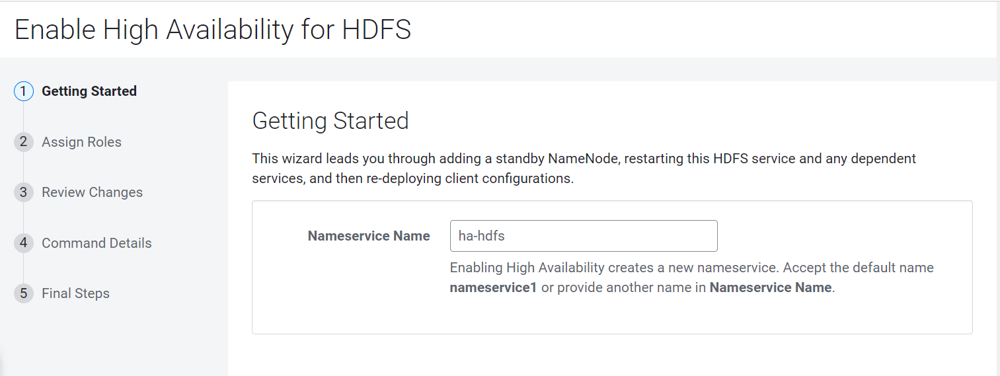 Enable High Availability for HDFS
1 Getting Started
2 Assign Roles
3 Review Changes
4 Command Details
5 Final Steps
Getting Started
This wizard leads you through adding a standby NameNode, restarting this HDFS service and any dependent
services, and then re-deploying client configurations.
Nameservice Name ha-hdfs
Enabling High Availability creates a new nameservice. Accept the default name
nameservice1 or provide another name in Nameservice Name.